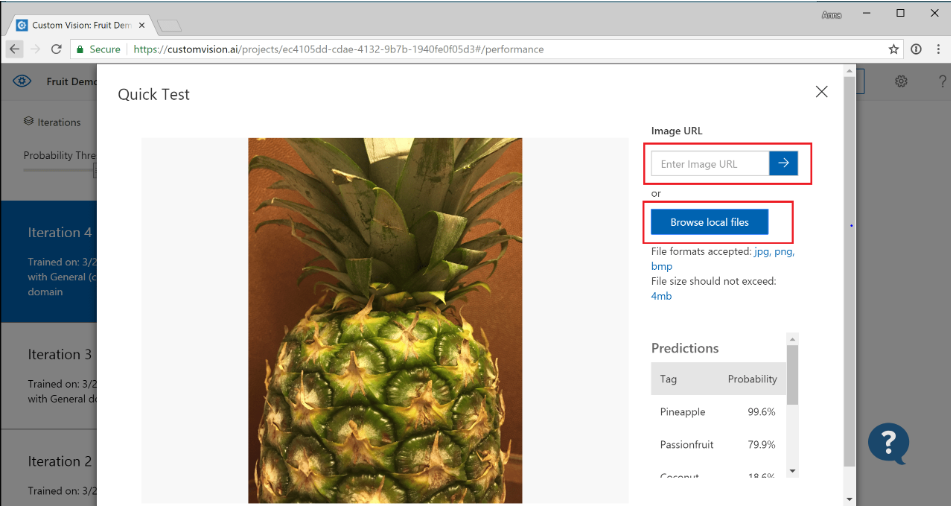 Anna
Custom Vision: Fruit Dem
Secure
https://customvision.ai/projects/ec4105dd-cdae-4132-9b7b-1940fe0f05d3#/performance
Fruit Demo
?
Quick Test
Iterations
Probability Thre
Iteration 4
Trained on: 3/2
with General (c
domain
Iteration 3
Trained on: 3/2
with General do
Iteration 2
Trained on: 3/2
Image URL
Enter Image URL
or
Browse local files
File formats accepted: jpg, png,
bmp
File size should not exceed:
4mb
Predictions
Tag Probability
Pineapple 99.6%
Passionfruit 79.9%
Coconut 18.6%
?